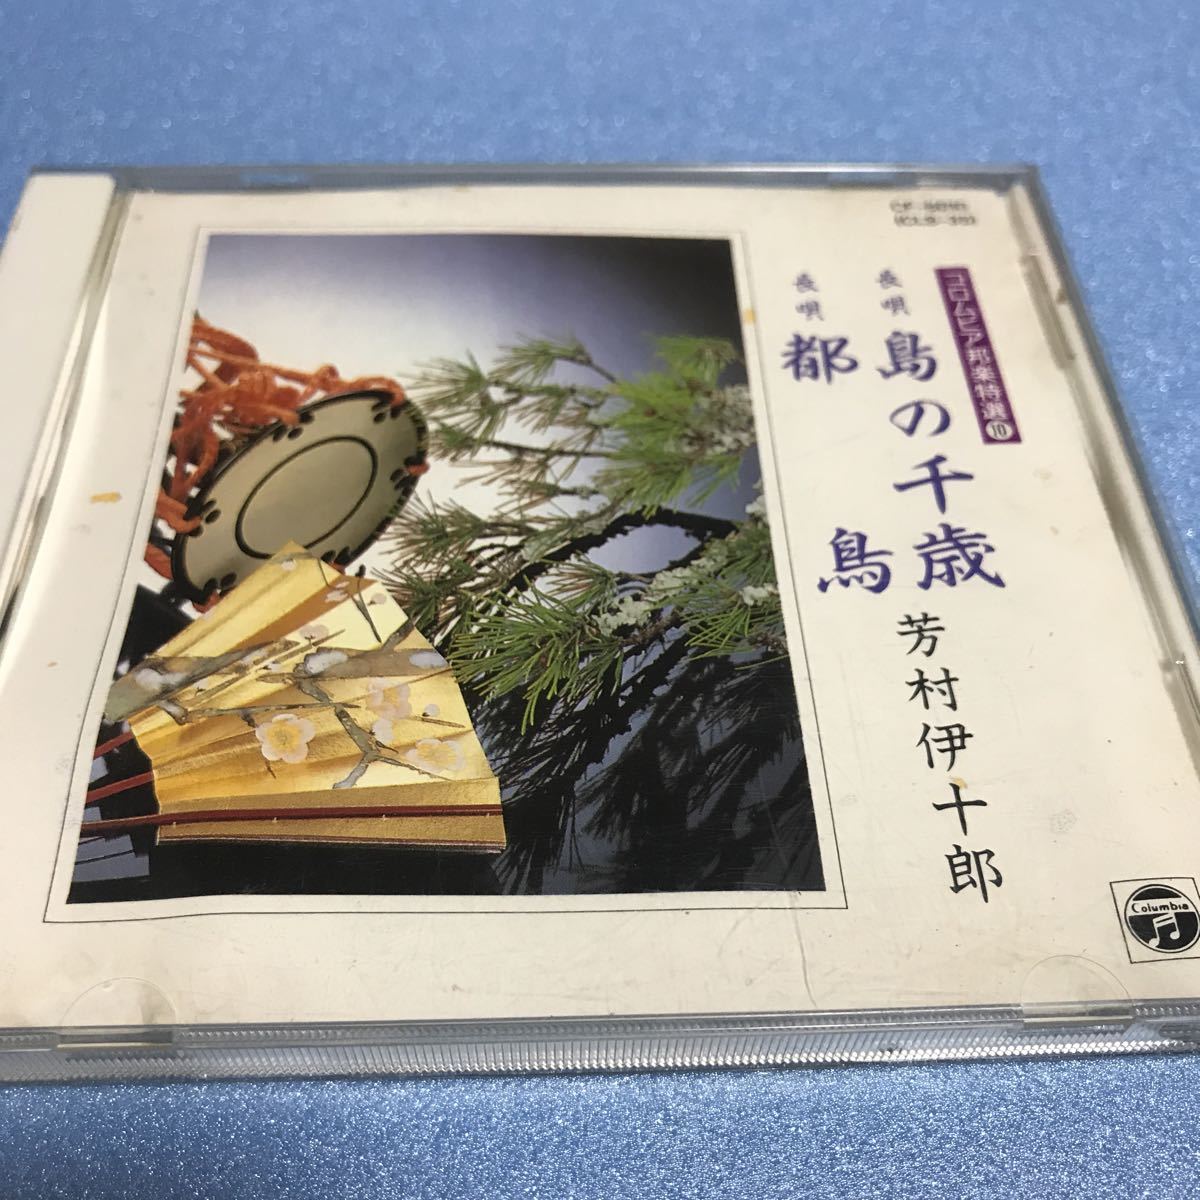 コロムビア邦楽特選10
長唄
島の千歳
長唄
都鳥
芳村伊十郎
Columbia